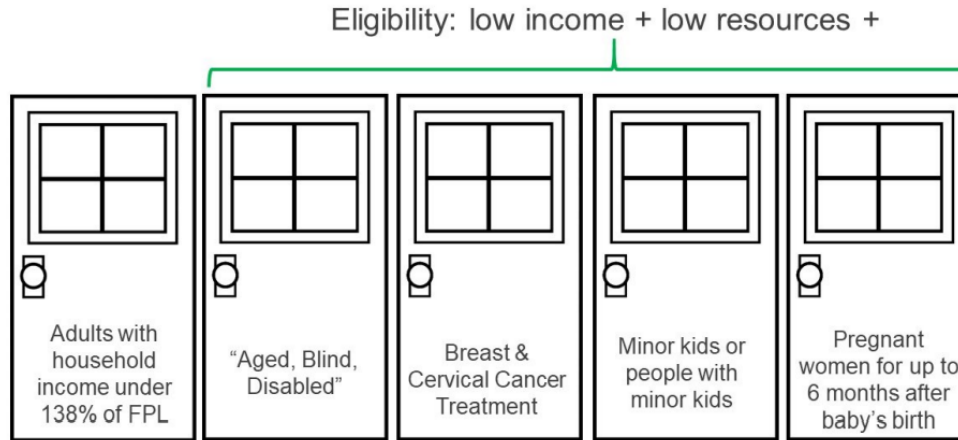 Eligibility: low income + low resources +
Adults with
household
income under
138% of FPL
“Aged, Blind,
Disabled”
Breast &
Cervical Cancer
Treatment
Minor kids or
people with
minor kids
Pregnant
women for up to
6 months after
baby’s birth